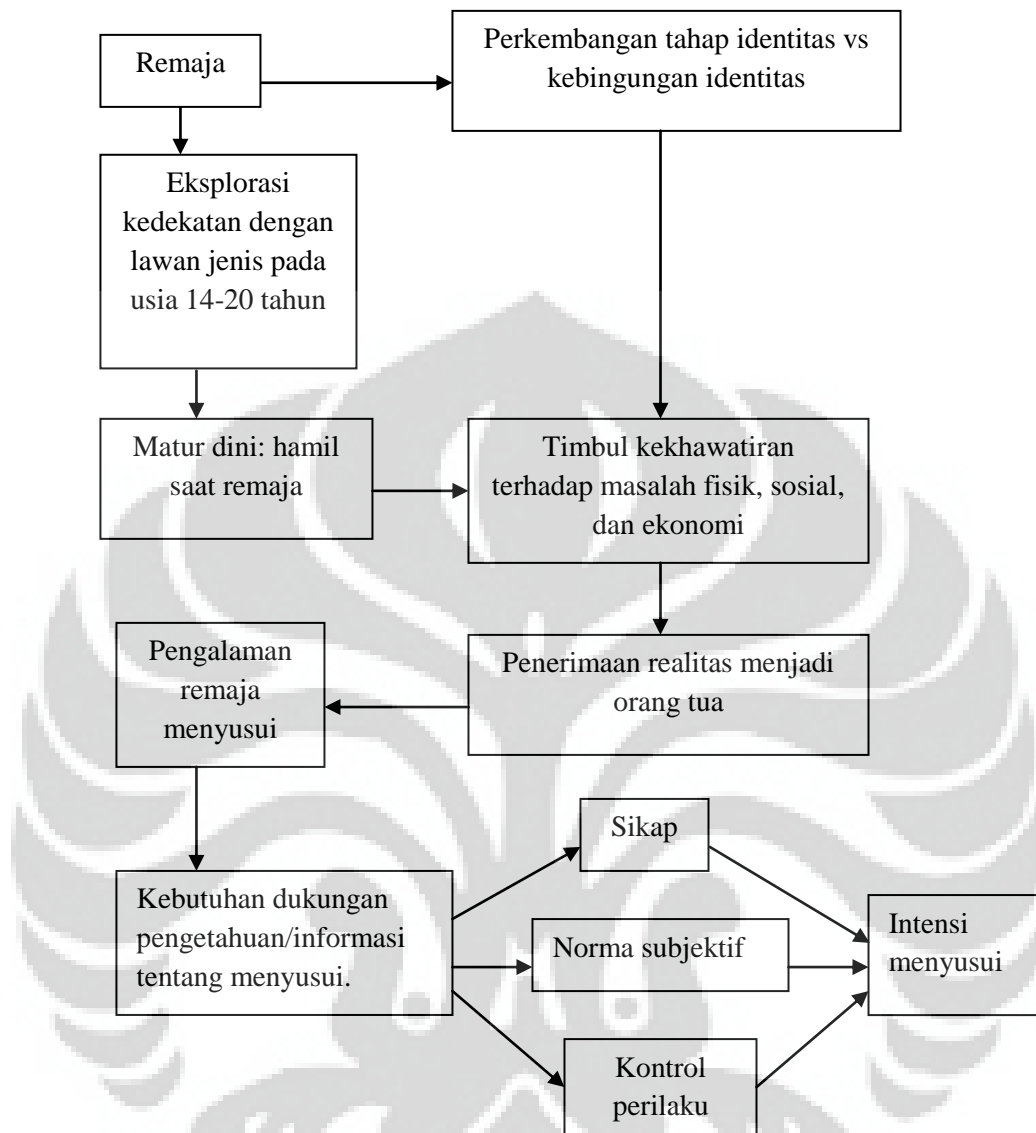 Remaja
Perkembangan tahap identitas vs
kebingungan identitas
Eksplorasi
kedekatan dengan
lawan jenis pada
usia 14-20 tahun
Matur dini: hamil
saat remaja
Timbul kekhawatiran
terhadap masalah fisik, sosial,
dan ekonomi
Penerimaan realitas menjadi
orang tua
Pengalaman
remaja
menyusui
Kebutuhan dukungan
pengetahuan/informasi
tentang menyusui.
Sikap
Norma subjektif
Kontrol
perilaku
Intensi
menyusui